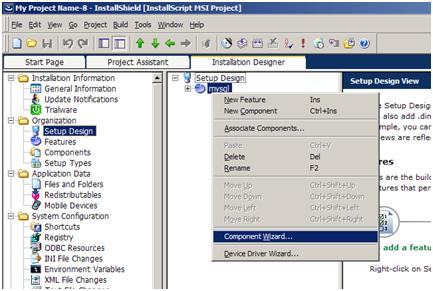 My Project Name-8 - InstallShield [InstallScript MSI Project]
File Edit View Go Project Build Tools Window Help
Start Page Project Assistant Installation Designer
Installation Information
General Information
Update Notifications
Trialware
Organization
Setup Design
Features
Components
Setup Types
Application Data
Files and Folders
Redistributables
Mobile Devices
System Configuration
Shortcuts
Registry
ODBC Resources
INI File Changes
Environment Variables
XML File Changes
Setup Design
mysql
New Feature Ins
New Component Ctrl+Ins
Associate Components...
Paste Ctrl+V
Delete Del
Rename F2
Move Up Ctrl+Shift+Up
Move Down Ctrl+Shift+Down
Move Left Ctrl+Shift+Left
Move Right Ctrl+Shift+Right
Component Wizard...
Device Driver Wizard...
Setup Design View
e Setup Design
also add .din
ample, you can
ews are reflec
res
es are the build
tures that pers
add a featur
Right-click on Se